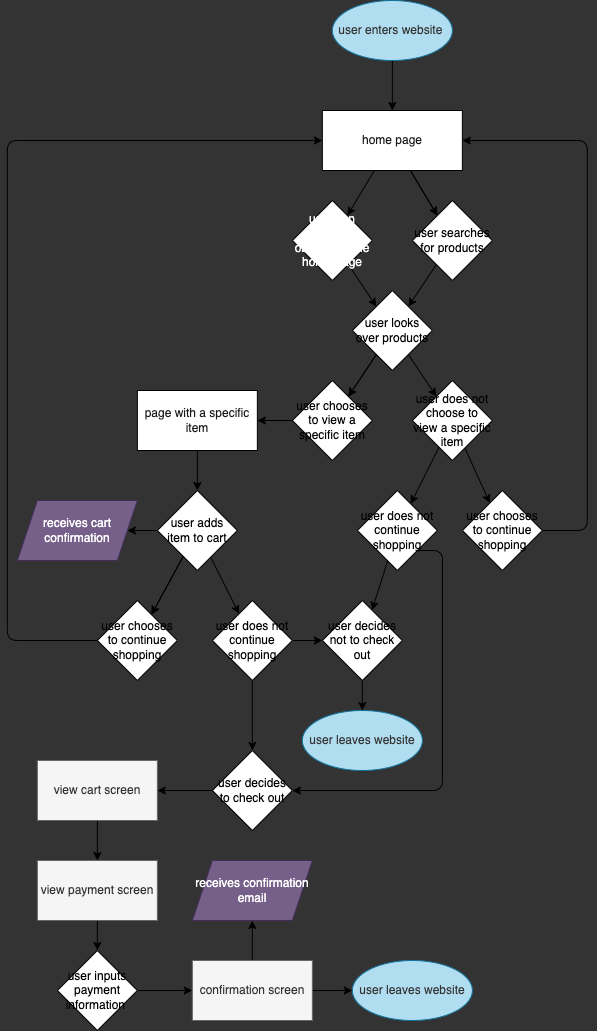 user enters website
home page
user searches
for products
user looks
over products
page with a specific
item
user chooses
to view a
specific item
user does not
choose to
view a specific
item
receives cart
confirmation
user adds
item to cart
user does not
continue
shopping
user chooses
to continue
shopping
user chooses
to continue
shopping
user does not
continue
shopping
user decides
not to check
out
user leaves website
view cart screen
user decides
to check out
view payment screen
receives confirmation
email
user inputs
payment
information
confirmation screen
user leaves website